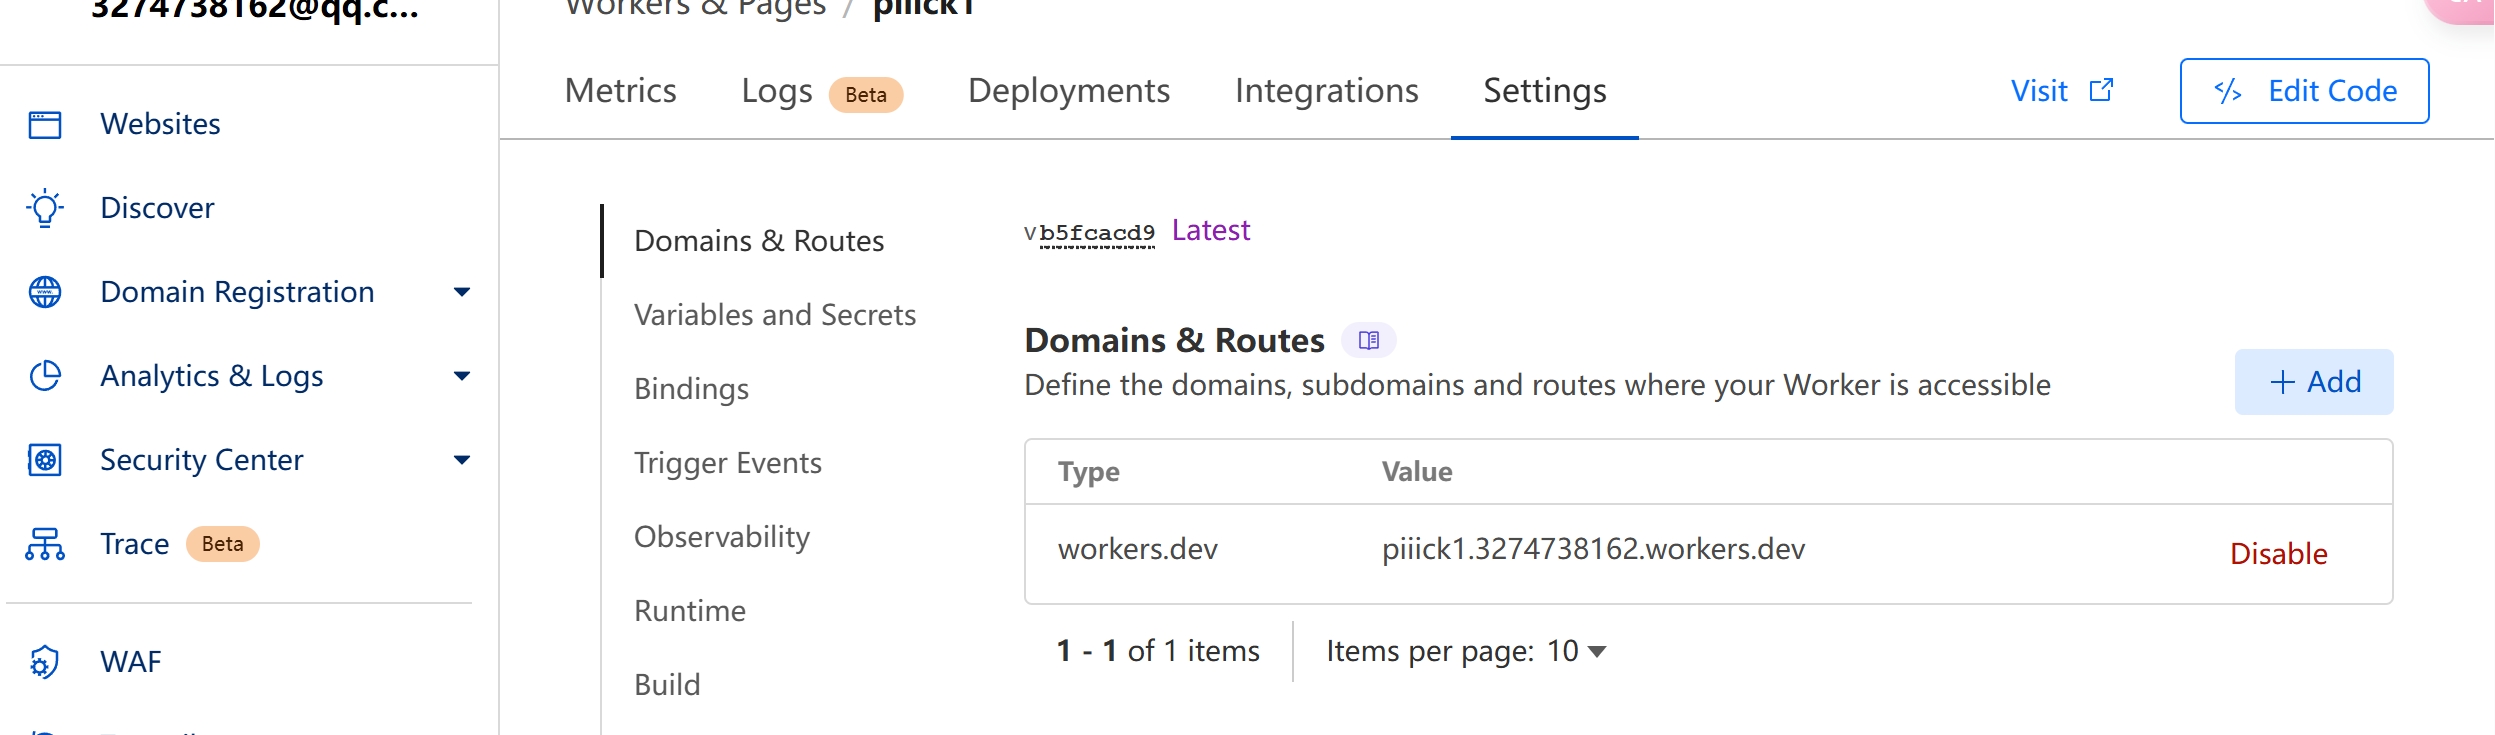 3274738162@qq.c...
Workers & Pages / piiick1
Metrics
Logs Beta
Deployments
Integrations
Settings
Visit
</> Edit Code
Websites
Discover
Domain Registration
Analytics & Logs
Security Center
Trace Beta
WAF
Domains & Routes
Variables and Secrets
Bindings
Trigger Events
Observability
Runtime
Build
vb5fcacd9 Latest
Domains & Routes
Define the domains, subdomains and routes where your Worker is accessible
+ Add
Type Value
workers.dev piiick1.3274738162.workers.dev Disable
1 - 1 of 1 items Items per page: 10